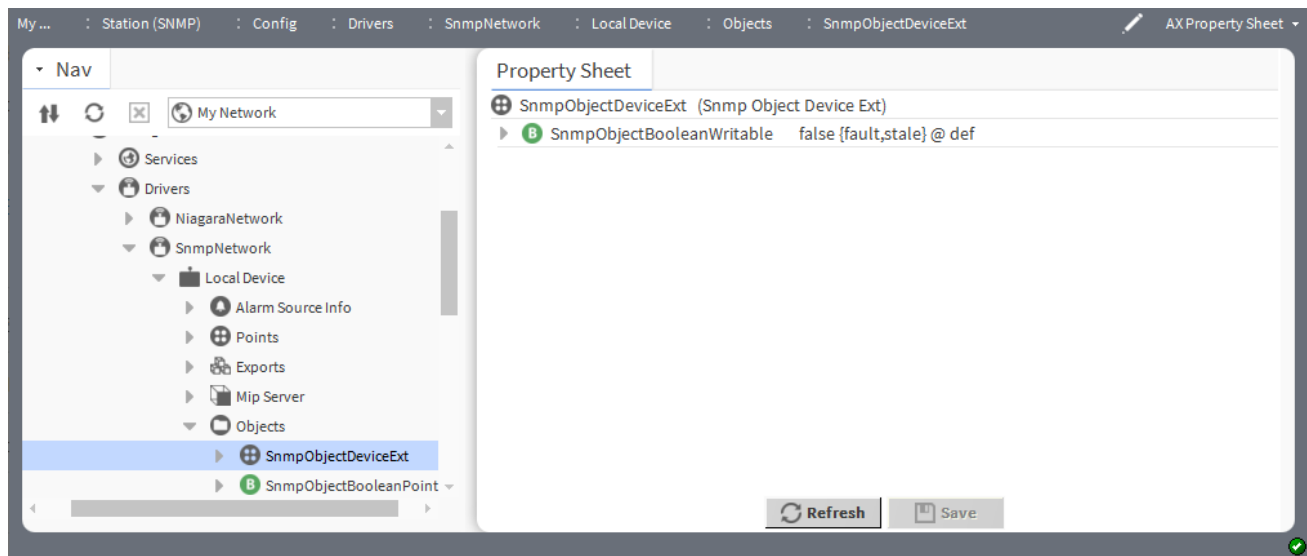 My ... : Station (SNMP) : Config : Drivers : SnmpNetwork : Local Device : Objects : SnmpObjectDeviceExt AX Property Sheet
Nav
My Network
Services
Drivers
NiagaraNetwork
SnmpNetwork
Local Device
Alarm Source Info
Points
Exports
Mip Server
Objects
SnmpObjectDeviceExt
B SnmpObjectBooleanPoint
Property Sheet
SnmpObjectDeviceExt (Snmp Object Device Ext)
B SnmpObjectBooleanWritable false {fault,stale} @ def
Refresh Save